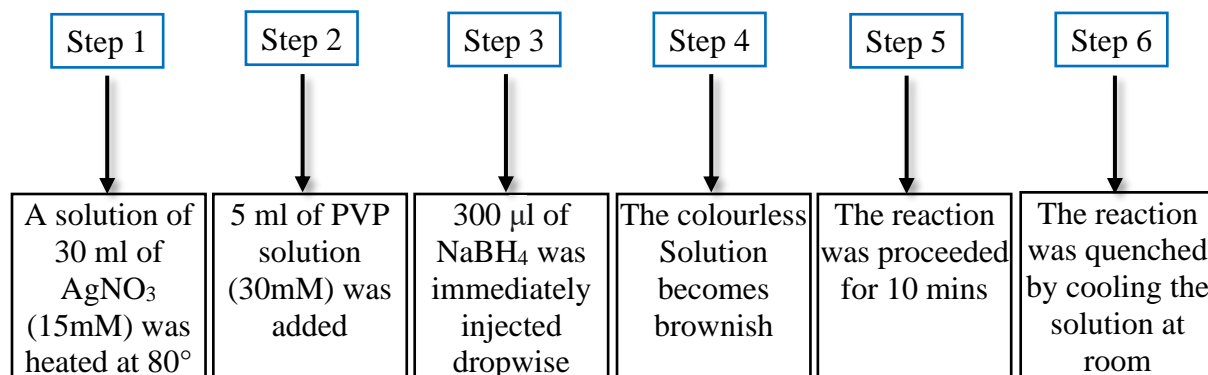 Step 1
Step 2
Step 3
Step 4
Step 5
Step 6
A solution of
30 ml of
AgNO₃
(15mM) was
heated at 80°
5 ml of PVP
solution
(30mM) was
added
300 μl of
NaBH₄ was
immediately
injected
dropwise
The colourless
Solution
becomes
brownish
The reaction
was proceeded
for 10 mins
The reaction
was quenched
by cooling the
solution at
room